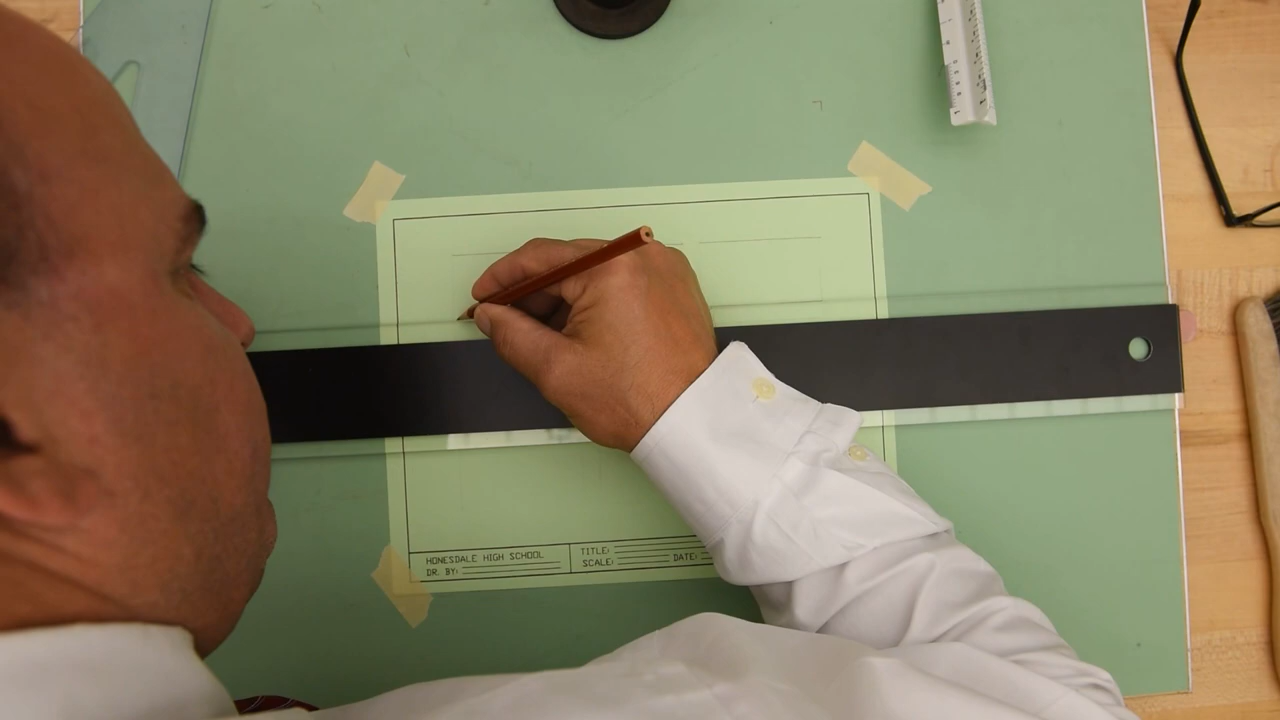 HONESDALE HIGH SCHOOL
DR. BY:
TITLE:
SCALE:
DATE: